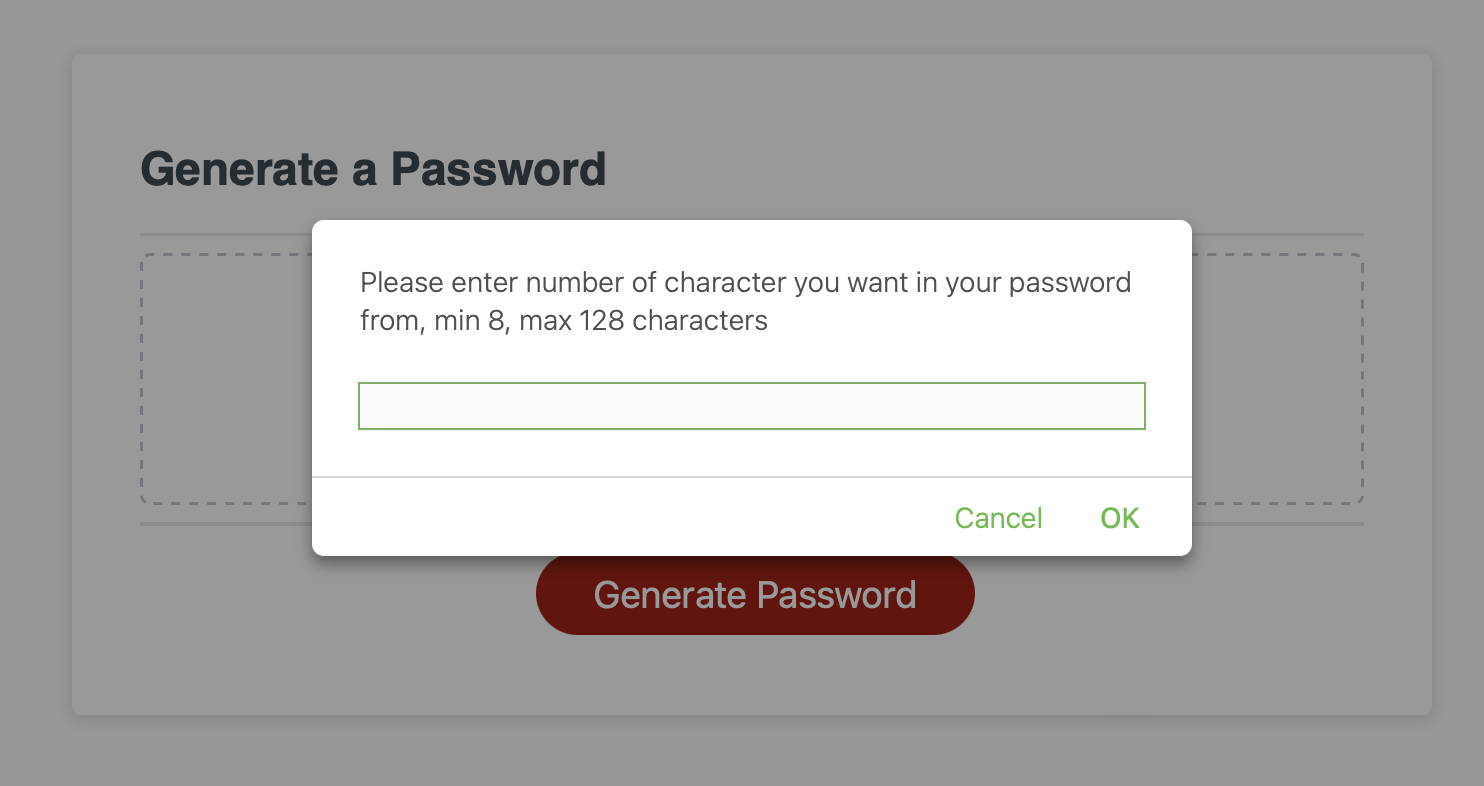 Generate a Password
Please enter number of character you want in your password
from, min 8, max 128 characters
Cancel OK
Generate Password